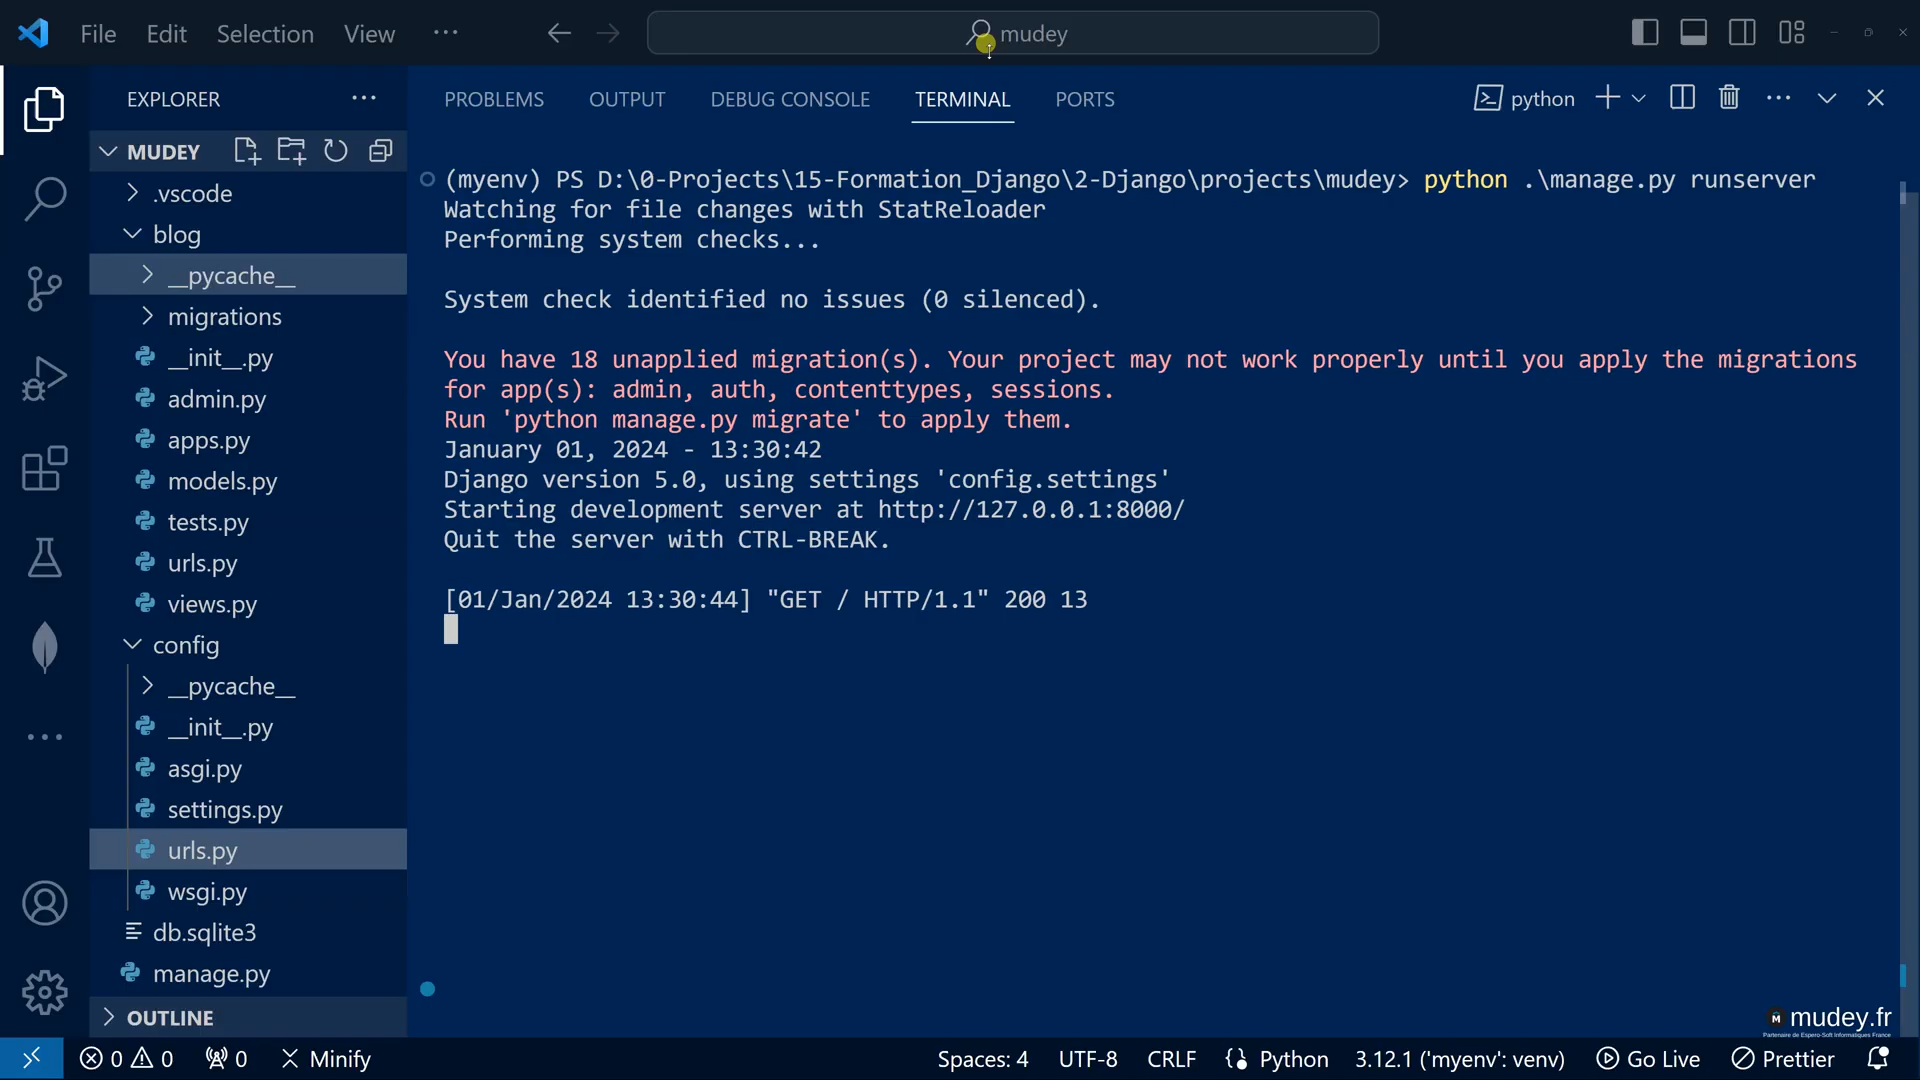 File Edit Selection View ··· mudey
EXPLORER ···
PROBLEMS OUTPUT DEBUG CONSOLE TERMINAL PORTS python ···
MUDEY
.vscode
blog
__pycache__
migrations
__init__.py
admin.py
apps.py
models.py
tests.py
urls.py
views.py
config
__pycache__
__init__.py
asgi.py
settings.py
urls.py
wsgi.py
db.sqlite3
manage.py
OUTLINE
(myenv) PS D:\0-Projects\15-Formation_Django\2-Django\projects\mudey> python .\manage.py runserver
Watching for file changes with StatReloader
Performing system checks...
System check identified no issues (0 silenced).
You have 18 unapplied migration(s). Your project may not work properly until you apply the migrations
for app(s): admin, auth, contenttypes, sessions.
Run 'python manage.py migrate' to apply them.
January 01, 2024 - 13:30:42
Django version 5.0, using settings 'config.settings'
Starting development server at http://127.0.0.1:8000/
Quit the server with CTRL-BREAK.
[01/Jan/2024 13:30:44] "GET / HTTP/1.1" 200 13
mudey.fr
Partenaire de Espero-Soft Informatiques France
0 0 0 Minify Spaces: 4 UTF-8 CRLF Python 3.12.1 ('myenv': venv) Go Live Prettier